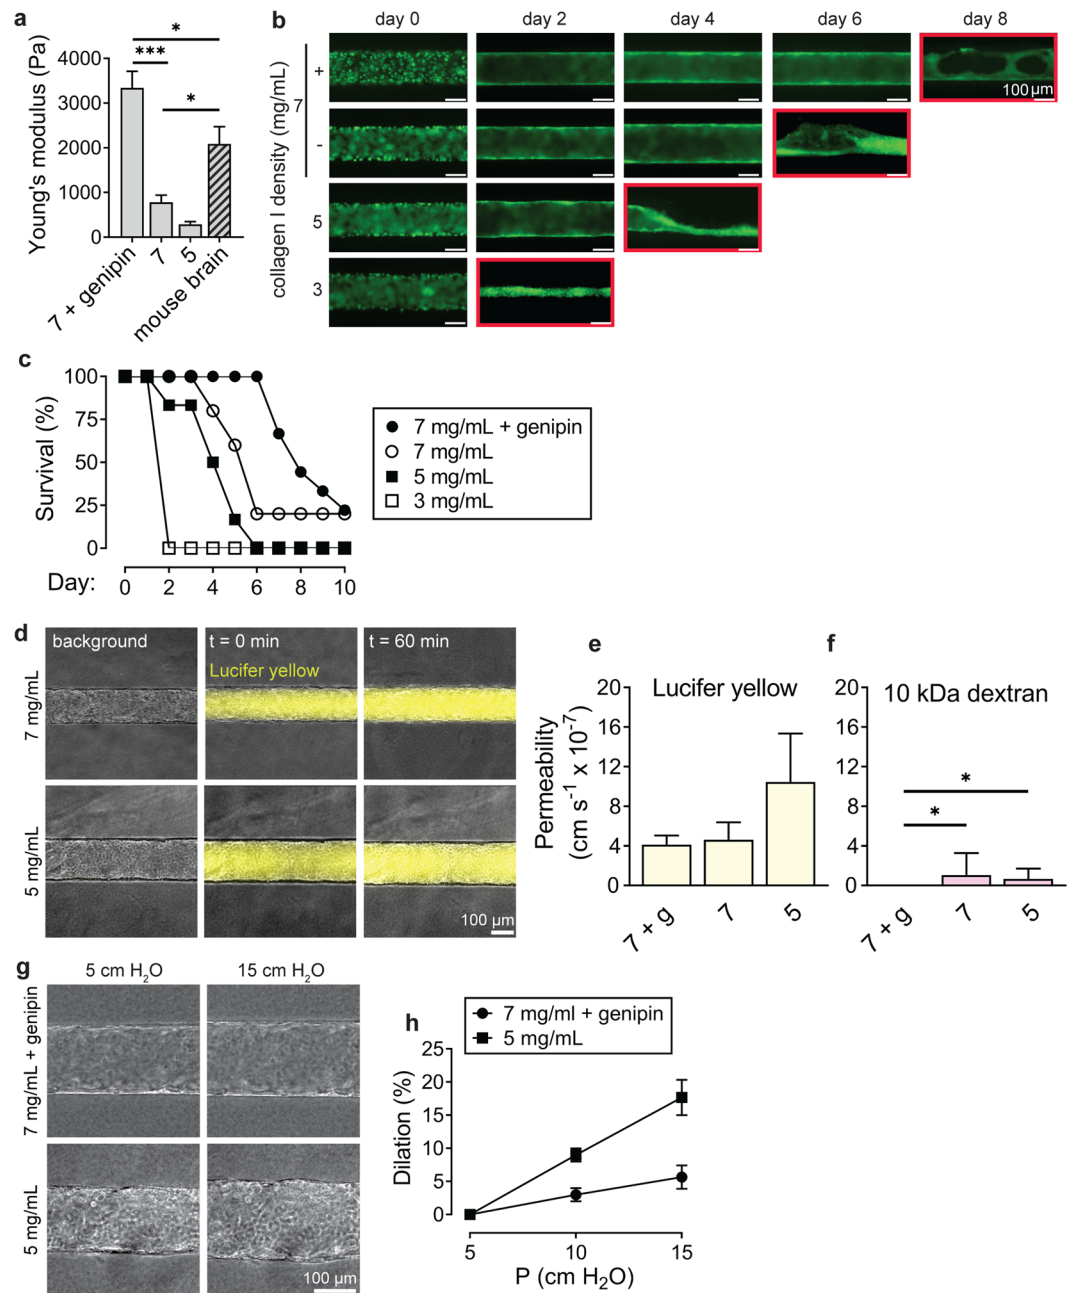 a
Young's modulus (Pa)
4000
3000
2000
1000
0
*
***
*
7 + genipin
7
5
mouse brain
b
day 0
day 2
day 4
day 6
day 8
collagen I density (mg/mL)
7
+
-
5
3
100 µm
c
Survival (%)
100
75
50
25
0
Day:
0
2
4
6
8
10
7 mg/mL + genipin
7 mg/mL
5 mg/mL
3 mg/mL
d
background
t = 0 min
t = 60 min
Lucifer yellow
7 mg/mL
5 mg/mL
100 µm
e
Lucifer yellow
Permeability
(cm s⁻¹ x 10⁻⁷)
20
16
12
8
4
0
7 + g
7
5
f
10 kDa dextran
20
16
12
8
4
0
*
*
7 + g
7
5
g
5 cm H₂O
15 cm H₂O
7 mg/mL + genipin
5 mg/mL
100 µm
h
7 mg/ml + genipin
5 mg/mL
Dilation (%)
25
20
15
10
5
0
5
10
15
P (cm H₂O)